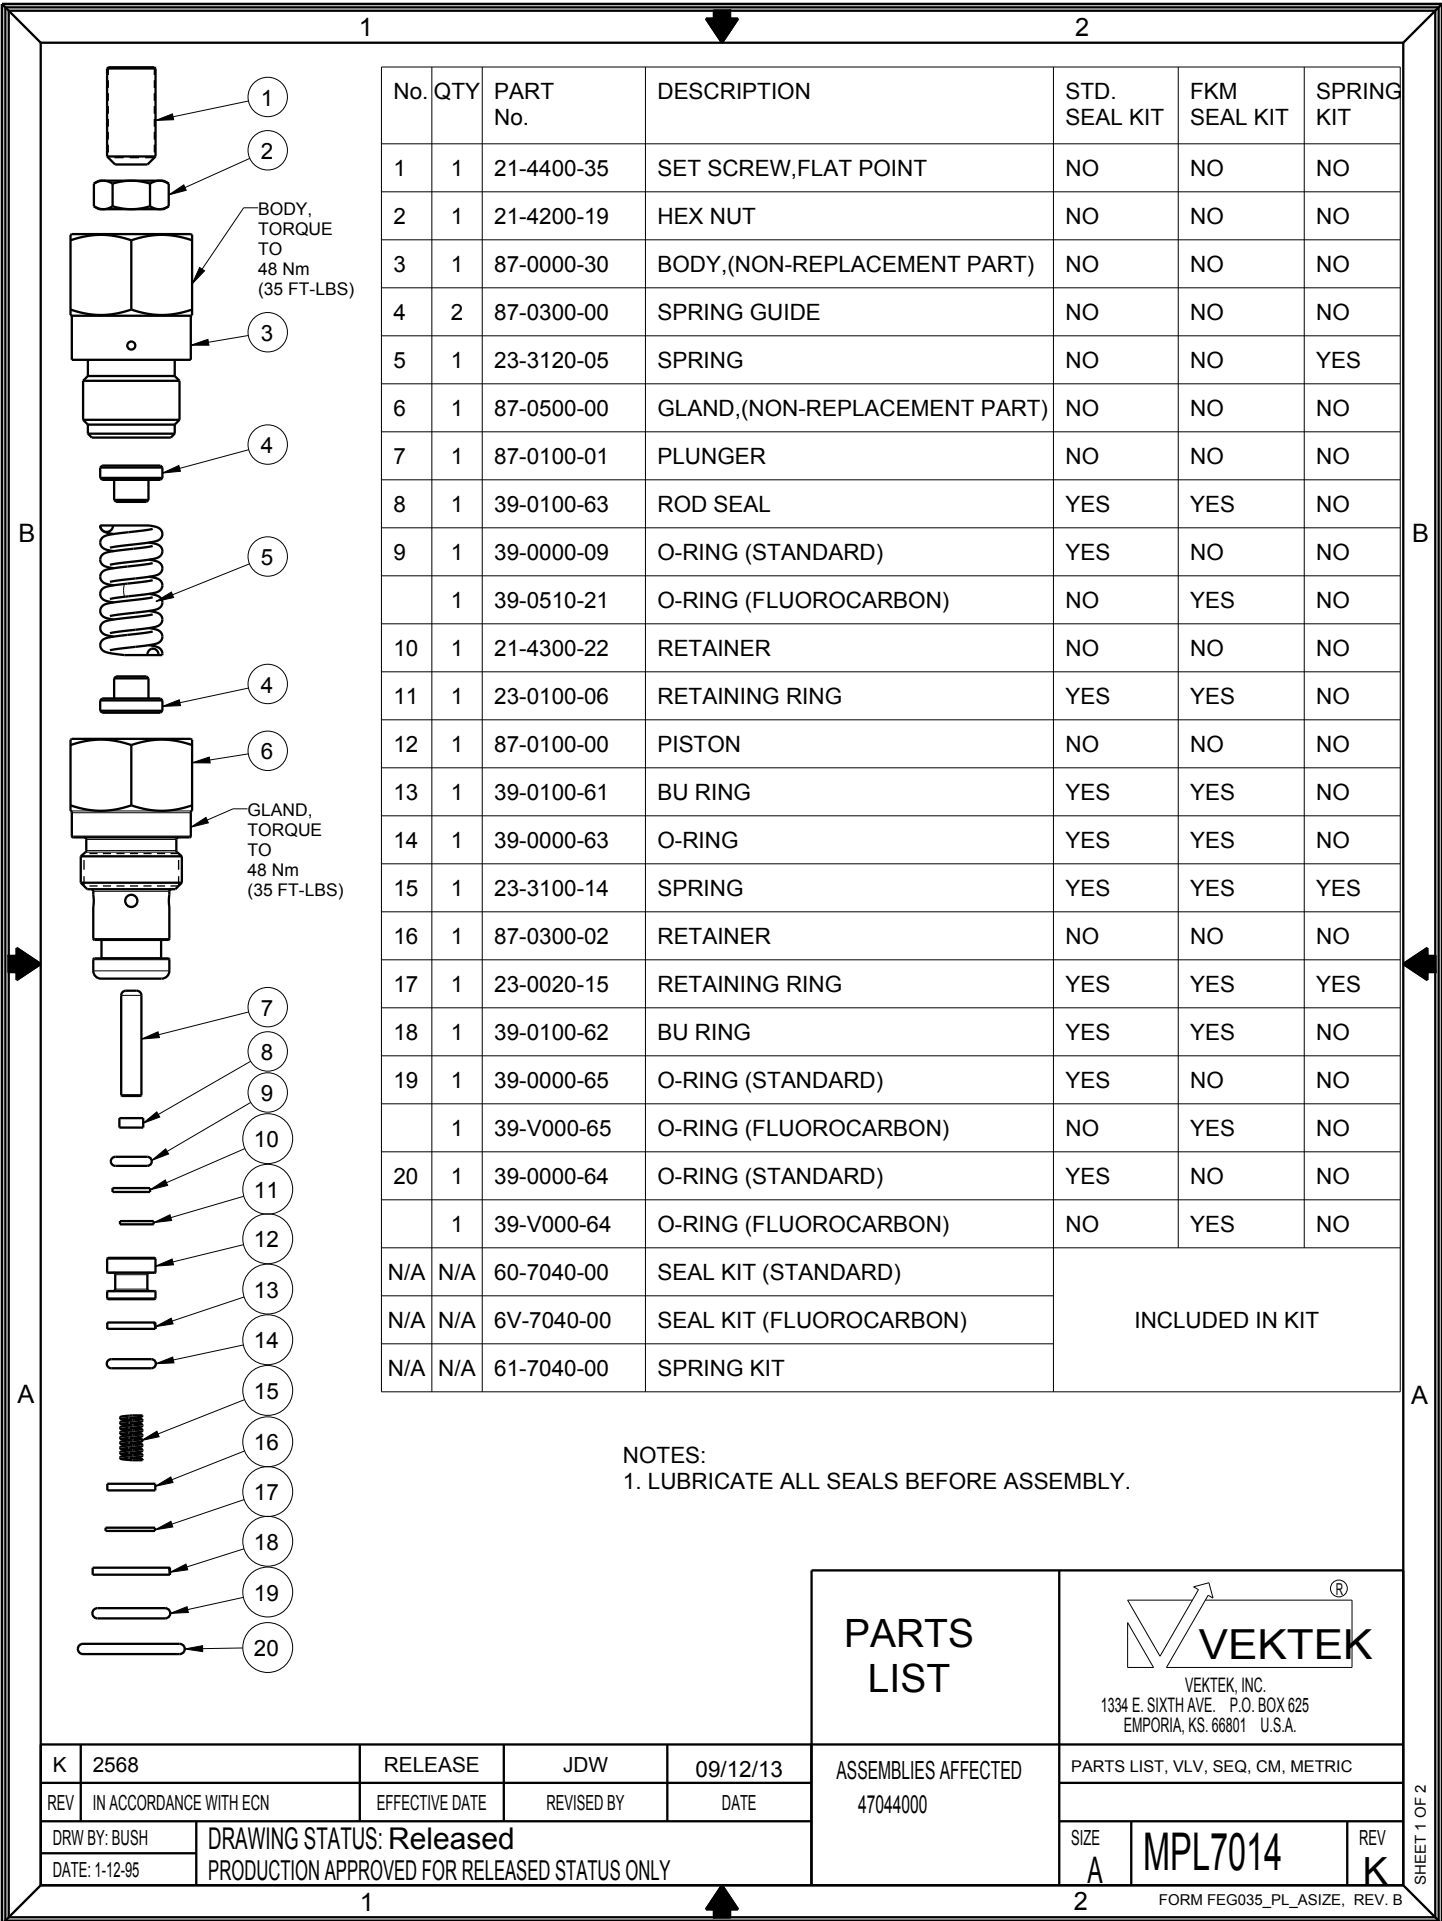 1 2
1
2
BODY,
TORQUE
TO
48 Nm
(35 FT-LBS)
3
4
5
4
6
GLAND,
TORQUE
TO
48 Nm
(35 FT-LBS)
7
8
9
10
11
12
13
14
15
16
17
18
19
20
B
A
No. QTY PART No. DESCRIPTION STD. SEAL KIT FKM SEAL KIT SPRING KIT
1 1 21-4400-35 SET SCREW,FLAT POINT NO NO NO
2 1 21-4200-19 HEX NUT NO NO NO
3 1 87-0000-30 BODY,(NON-REPLACEMENT PART) NO NO NO
4 2 87-0300-00 SPRING GUIDE NO NO NO
5 1 23-3120-05 SPRING NO NO YES
6 1 87-0500-00 GLAND,(NON-REPLACEMENT PART) NO NO NO
7 1 87-0100-01 PLUNGER NO NO NO
8 1 39-0100-63 ROD SEAL YES YES NO
9 1 39-0000-09 O-RING (STANDARD) YES NO NO
1 39-0510-21 O-RING (FLUOROCARBON) NO YES NO
10 1 21-4300-22 RETAINER NO NO NO
11 1 23-0100-06 RETAINING RING YES YES NO
12 1 87-0100-00 PISTON NO NO NO
13 1 39-0100-61 BU RING YES YES NO
14 1 39-0000-63 O-RING YES YES NO
15 1 23-3100-14 SPRING YES YES YES
16 1 87-0300-02 RETAINER NO NO NO
17 1 23-0020-15 RETAINING RING YES YES YES
18 1 39-0100-62 BU RING YES YES NO
19 1 39-0000-65 O-RING (STANDARD) YES NO NO
1 39-V000-65 O-RING (FLUOROCARBON) NO YES NO
20 1 39-0000-64 O-RING (STANDARD) YES NO NO
1 39-V000-64 O-RING (FLUOROCARBON) NO YES NO
N/A N/A 60-7040-00 SEAL KIT (STANDARD)
N/A N/A 6V-7040-00 SEAL KIT (FLUOROCARBON) INCLUDED IN KIT
N/A N/A 61-7040-00 SPRING KIT
B
A
NOTES:
1. LUBRICATE ALL SEALS BEFORE ASSEMBLY.
PARTS
LIST
®
VEKTEK
VEKTEK, INC.
1334 E. SIXTH AVE. P.O. BOX 625
EMPORIA, KS. 66801 U.S.A.
K 2568 RELEASE JDW 09/12/13
REV IN ACCORDANCE WITH ECN EFFECTIVE DATE REVISED BY DATE
DRW BY: BUSH
DATE: 1-12-95
DRAWING STATUS: Released
PRODUCTION APPROVED FOR RELEASED STATUS ONLY
ASSEMBLIES AFFECTED
47044000
PARTS LIST, VLV, SEQ, CM, METRIC
SIZE
A
MPL7014
REV
K
SHEET 1 OF 2
1 2
FORM FEG035_PL_ASIZE, REV. B